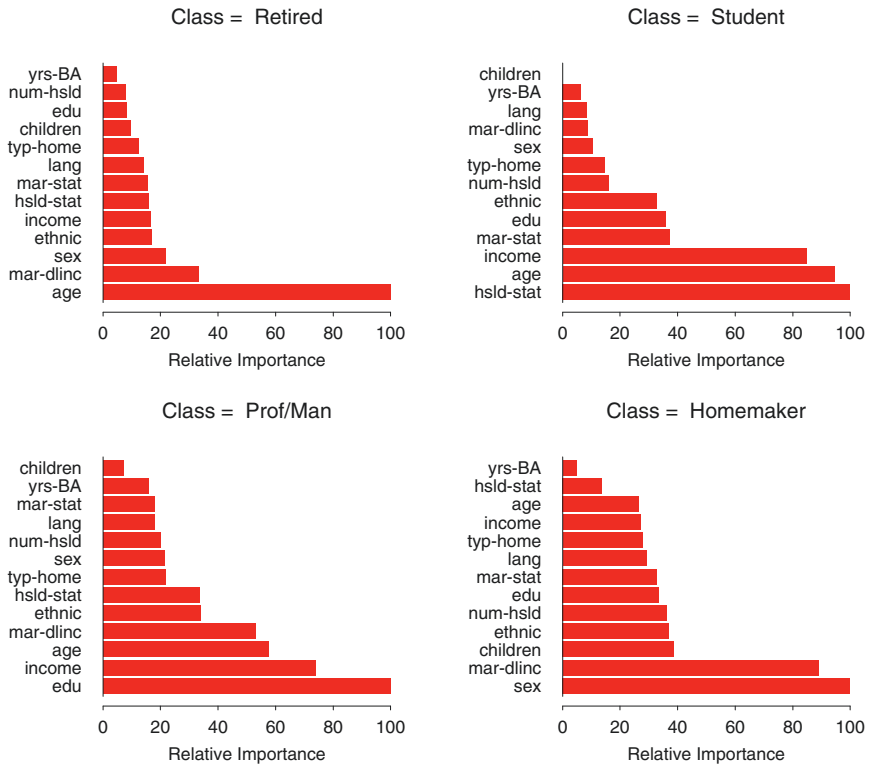 Class = Retired
yrs-BA
num-hsld
edu
children
typ-home
lang
mar-stat
hsld-stat
income
ethnic
sex
mar-dlinc
age
0 20 40 60 80 100
Relative Importance
Class = Student
children
yrs-BA
lang
mar-dlinc
sex
typ-home
num-hsld
ethnic
edu
mar-stat
income
age
hsld-stat
0 20 40 60 80 100
Relative Importance
Class = Prof/Man
children
yrs-BA
mar-stat
lang
num-hsld
sex
typ-home
hsld-stat
ethnic
mar-dlinc
age
income
edu
0 20 40 60 80 100
Relative Importance
Class = Homemaker
yrs-BA
hsld-stat
age
income
typ-home
lang
mar-stat
edu
num-hsld
ethnic
children
mar-dlinc
sex
0 20 40 60 80 100
Relative Importance